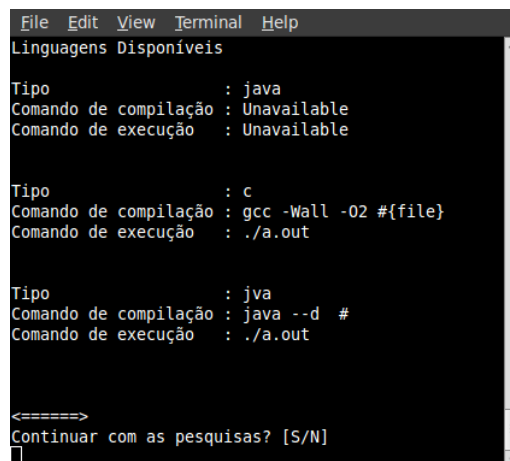 File Edit View Terminal Help
Linguagens Disponíveis
Tipo : java
Comando de compilação : Unavailable
Comando de execução : Unavailable
Tipo : c
Comando de compilação : gcc -Wall -O2 #{file}
Comando de execução : ./a.out
Tipo : jva
Comando de compilação : java --d #
Comando de execução : ./a.out
<======>
Continuar com as pesquisas? [S/N]